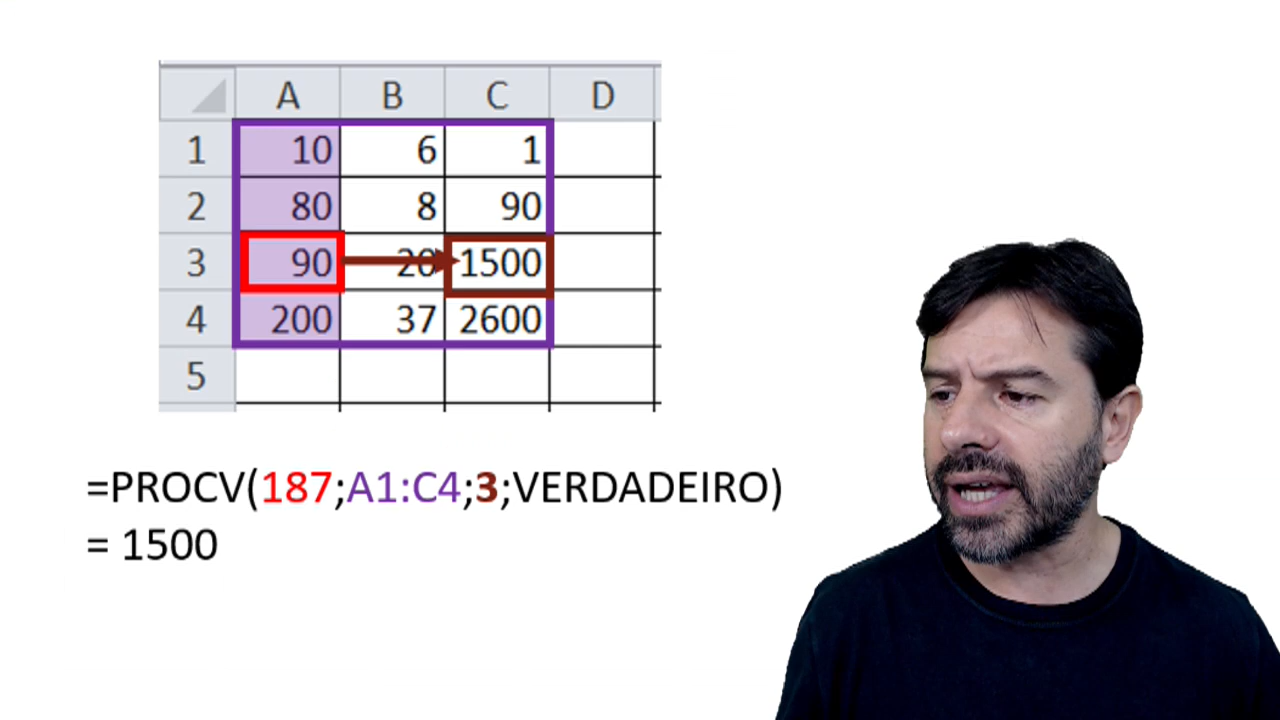 A B C D
1 10 6 1
2 80 8 90
3 90 20 1500
4 200 37 2600
5
=PROCV(187;A1:C4;3;VERDADEIRO)
= 1500